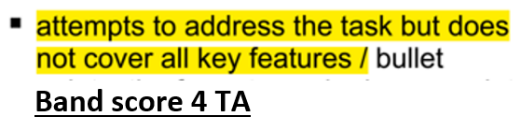 ▪ attempts to address the task but does
not cover all key features / bullet
Band score 4 TA